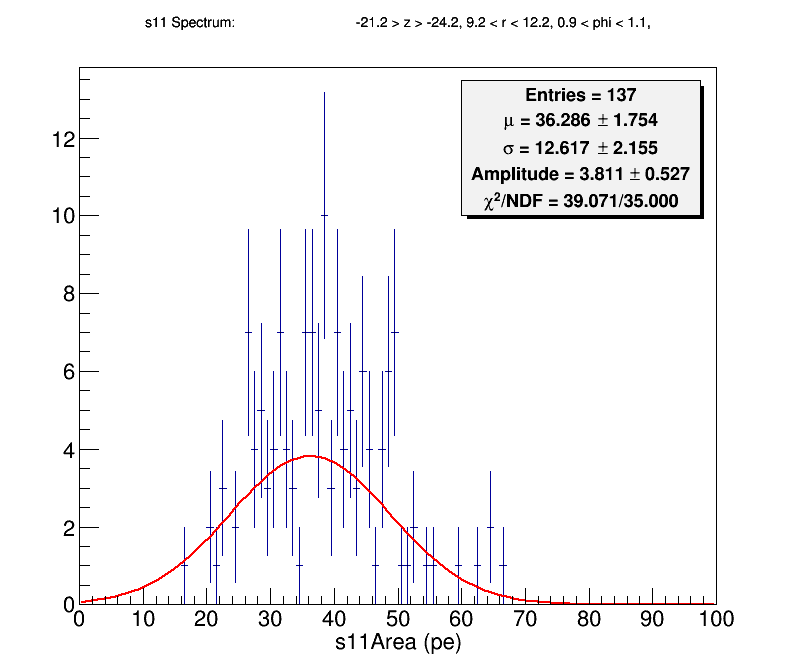 s11 Spectrum: -21.2 > z > -24.2, 9.2 < r < 12.2, 0.9 < phi < 1.1,
Entries = 137
μ = 36.286 ± 1.754
σ = 12.617 ± 2.155
Amplitude = 3.811 ± 0.527
χ²/NDF = 39.071/35.000
12
10
8
6
4
2
0
0 10 20 30 40 50 60 70 80 90 100
s11Area (pe)